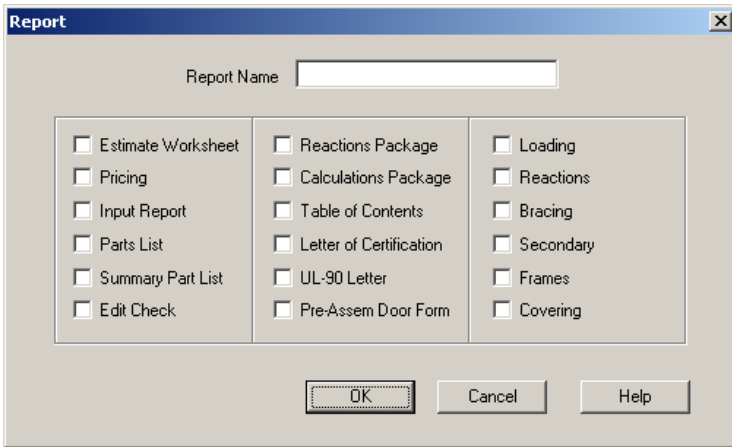 Report
Report Name
Estimate Worksheet
Pricing
Input Report
Parts List
Summary Part List
Edit Check
Reactions Package
Calculations Package
Table of Contents
Letter of Certification
UL-90 Letter
Pre-Assem Door Form
Loading
Reactions
Bracing
Secondary
Frames
Covering
OK
Cancel
Help